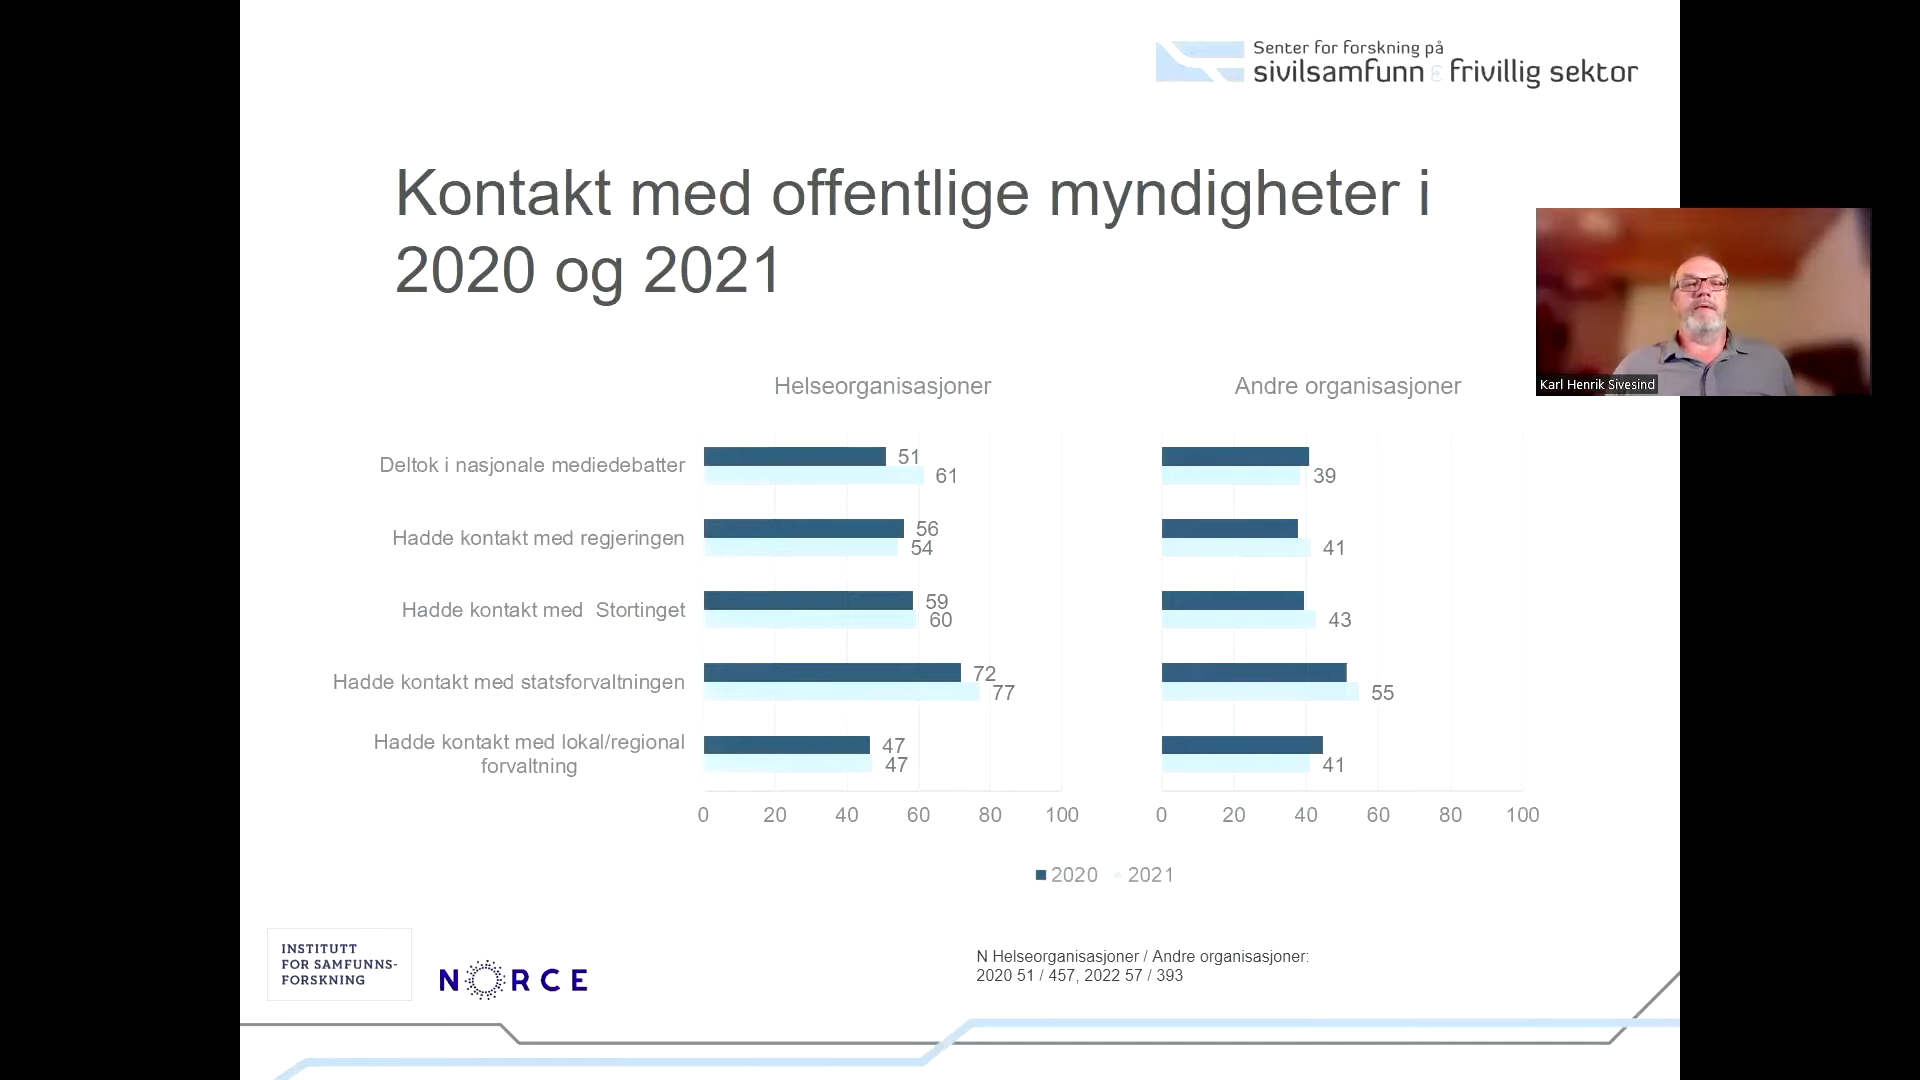 Senter for forskning på
sivilsamfunn & frivillig sektor
Kontakt med offentlige myndigheter i
2020 og 2021
Karl Henrik Sivesind
Helseorganisasjoner
Andre organisasjoner
Deltok i nasjonale mediedebatter
51
61
39
Hadde kontakt med regjeringen
56
54
41
Hadde kontakt med Stortinget
59
60
43
Hadde kontakt med statsforvaltningen
72
77
55
Hadde kontakt med lokal/regional
forvaltning
47
47
41
0 20 40 60 80 100
0 20 40 60 80 100
2020 2021
INSTITUTT
FOR SAMFUNNS-
FORSKNING
NORCE
N Helseorganisasjoner / Andre organisasjoner:
2020 51 / 457, 2022 57 / 393